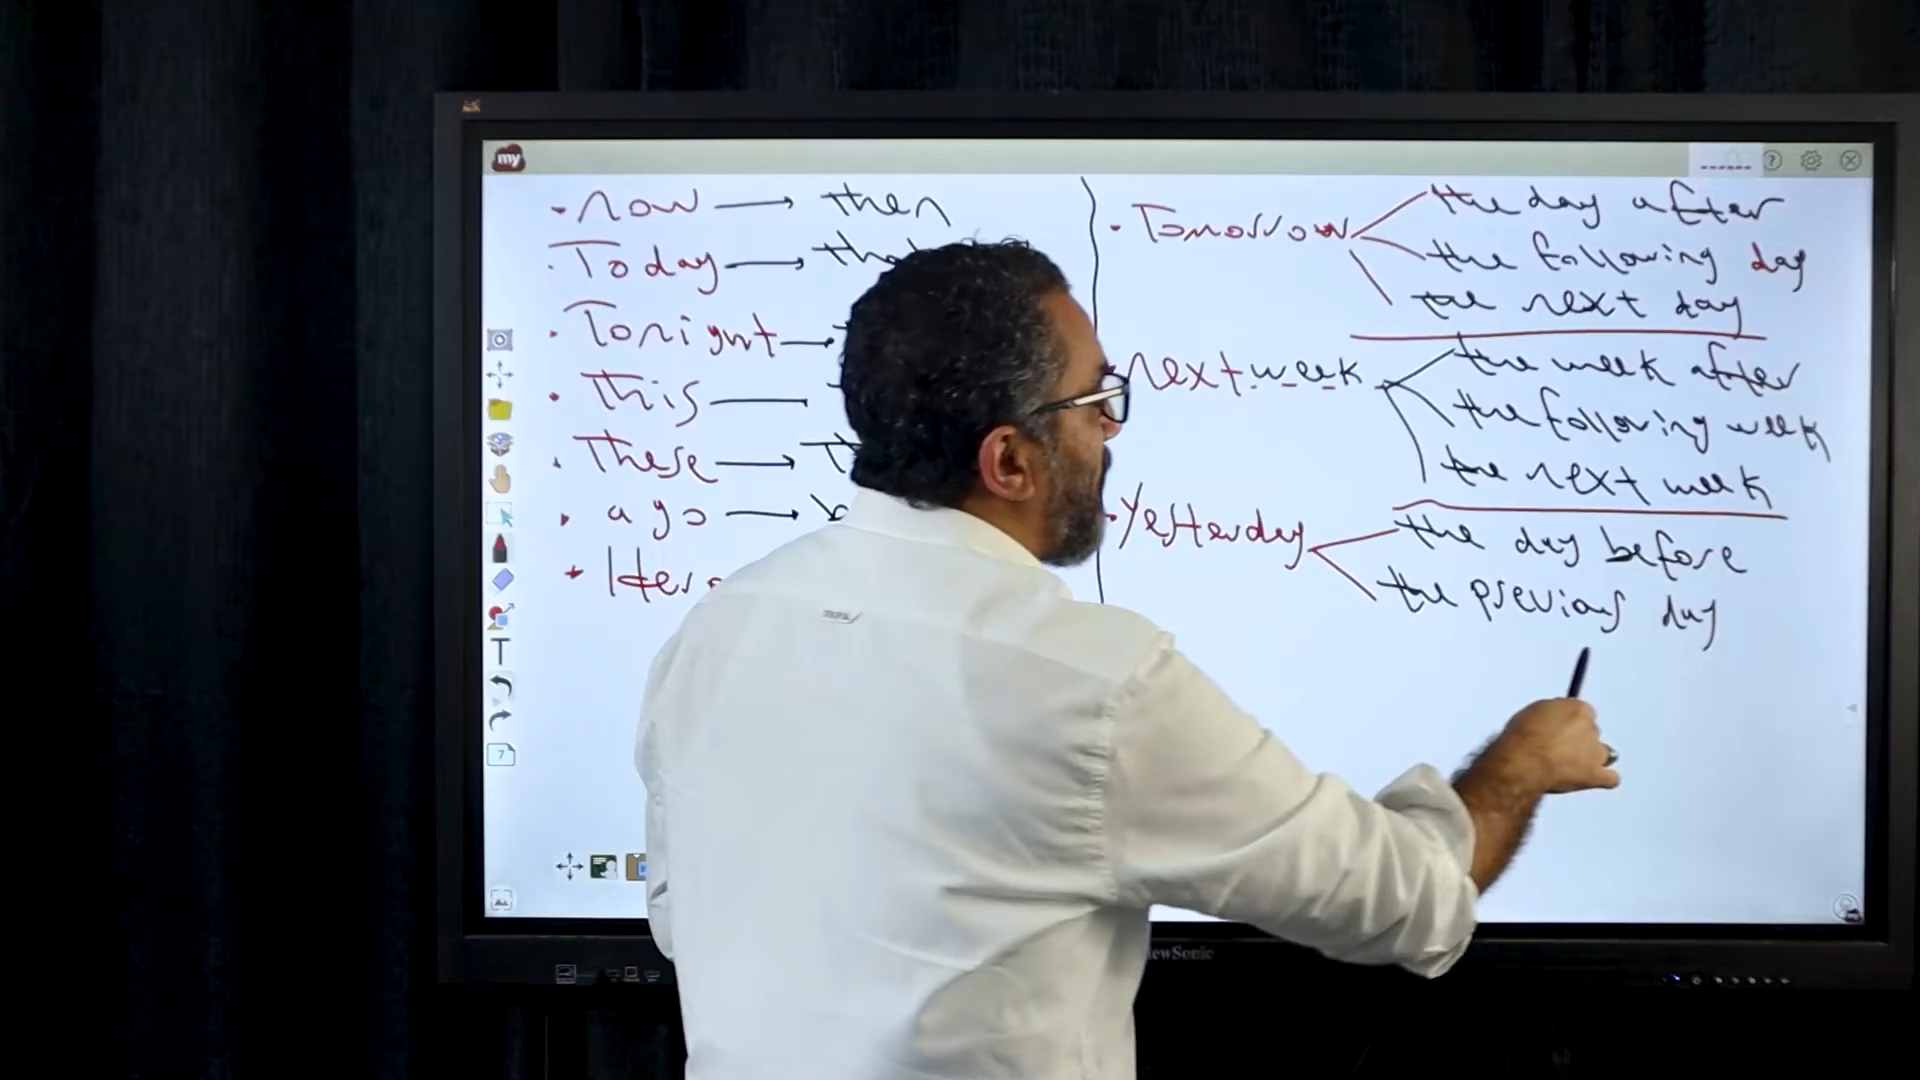 my
now → then
Today →
Tonight →
This
These →
ago →
Tomorrow
the day after
the following day
the next day
next week
the week after
the following week
the next week
Yesterday
the day before
the previous day
7